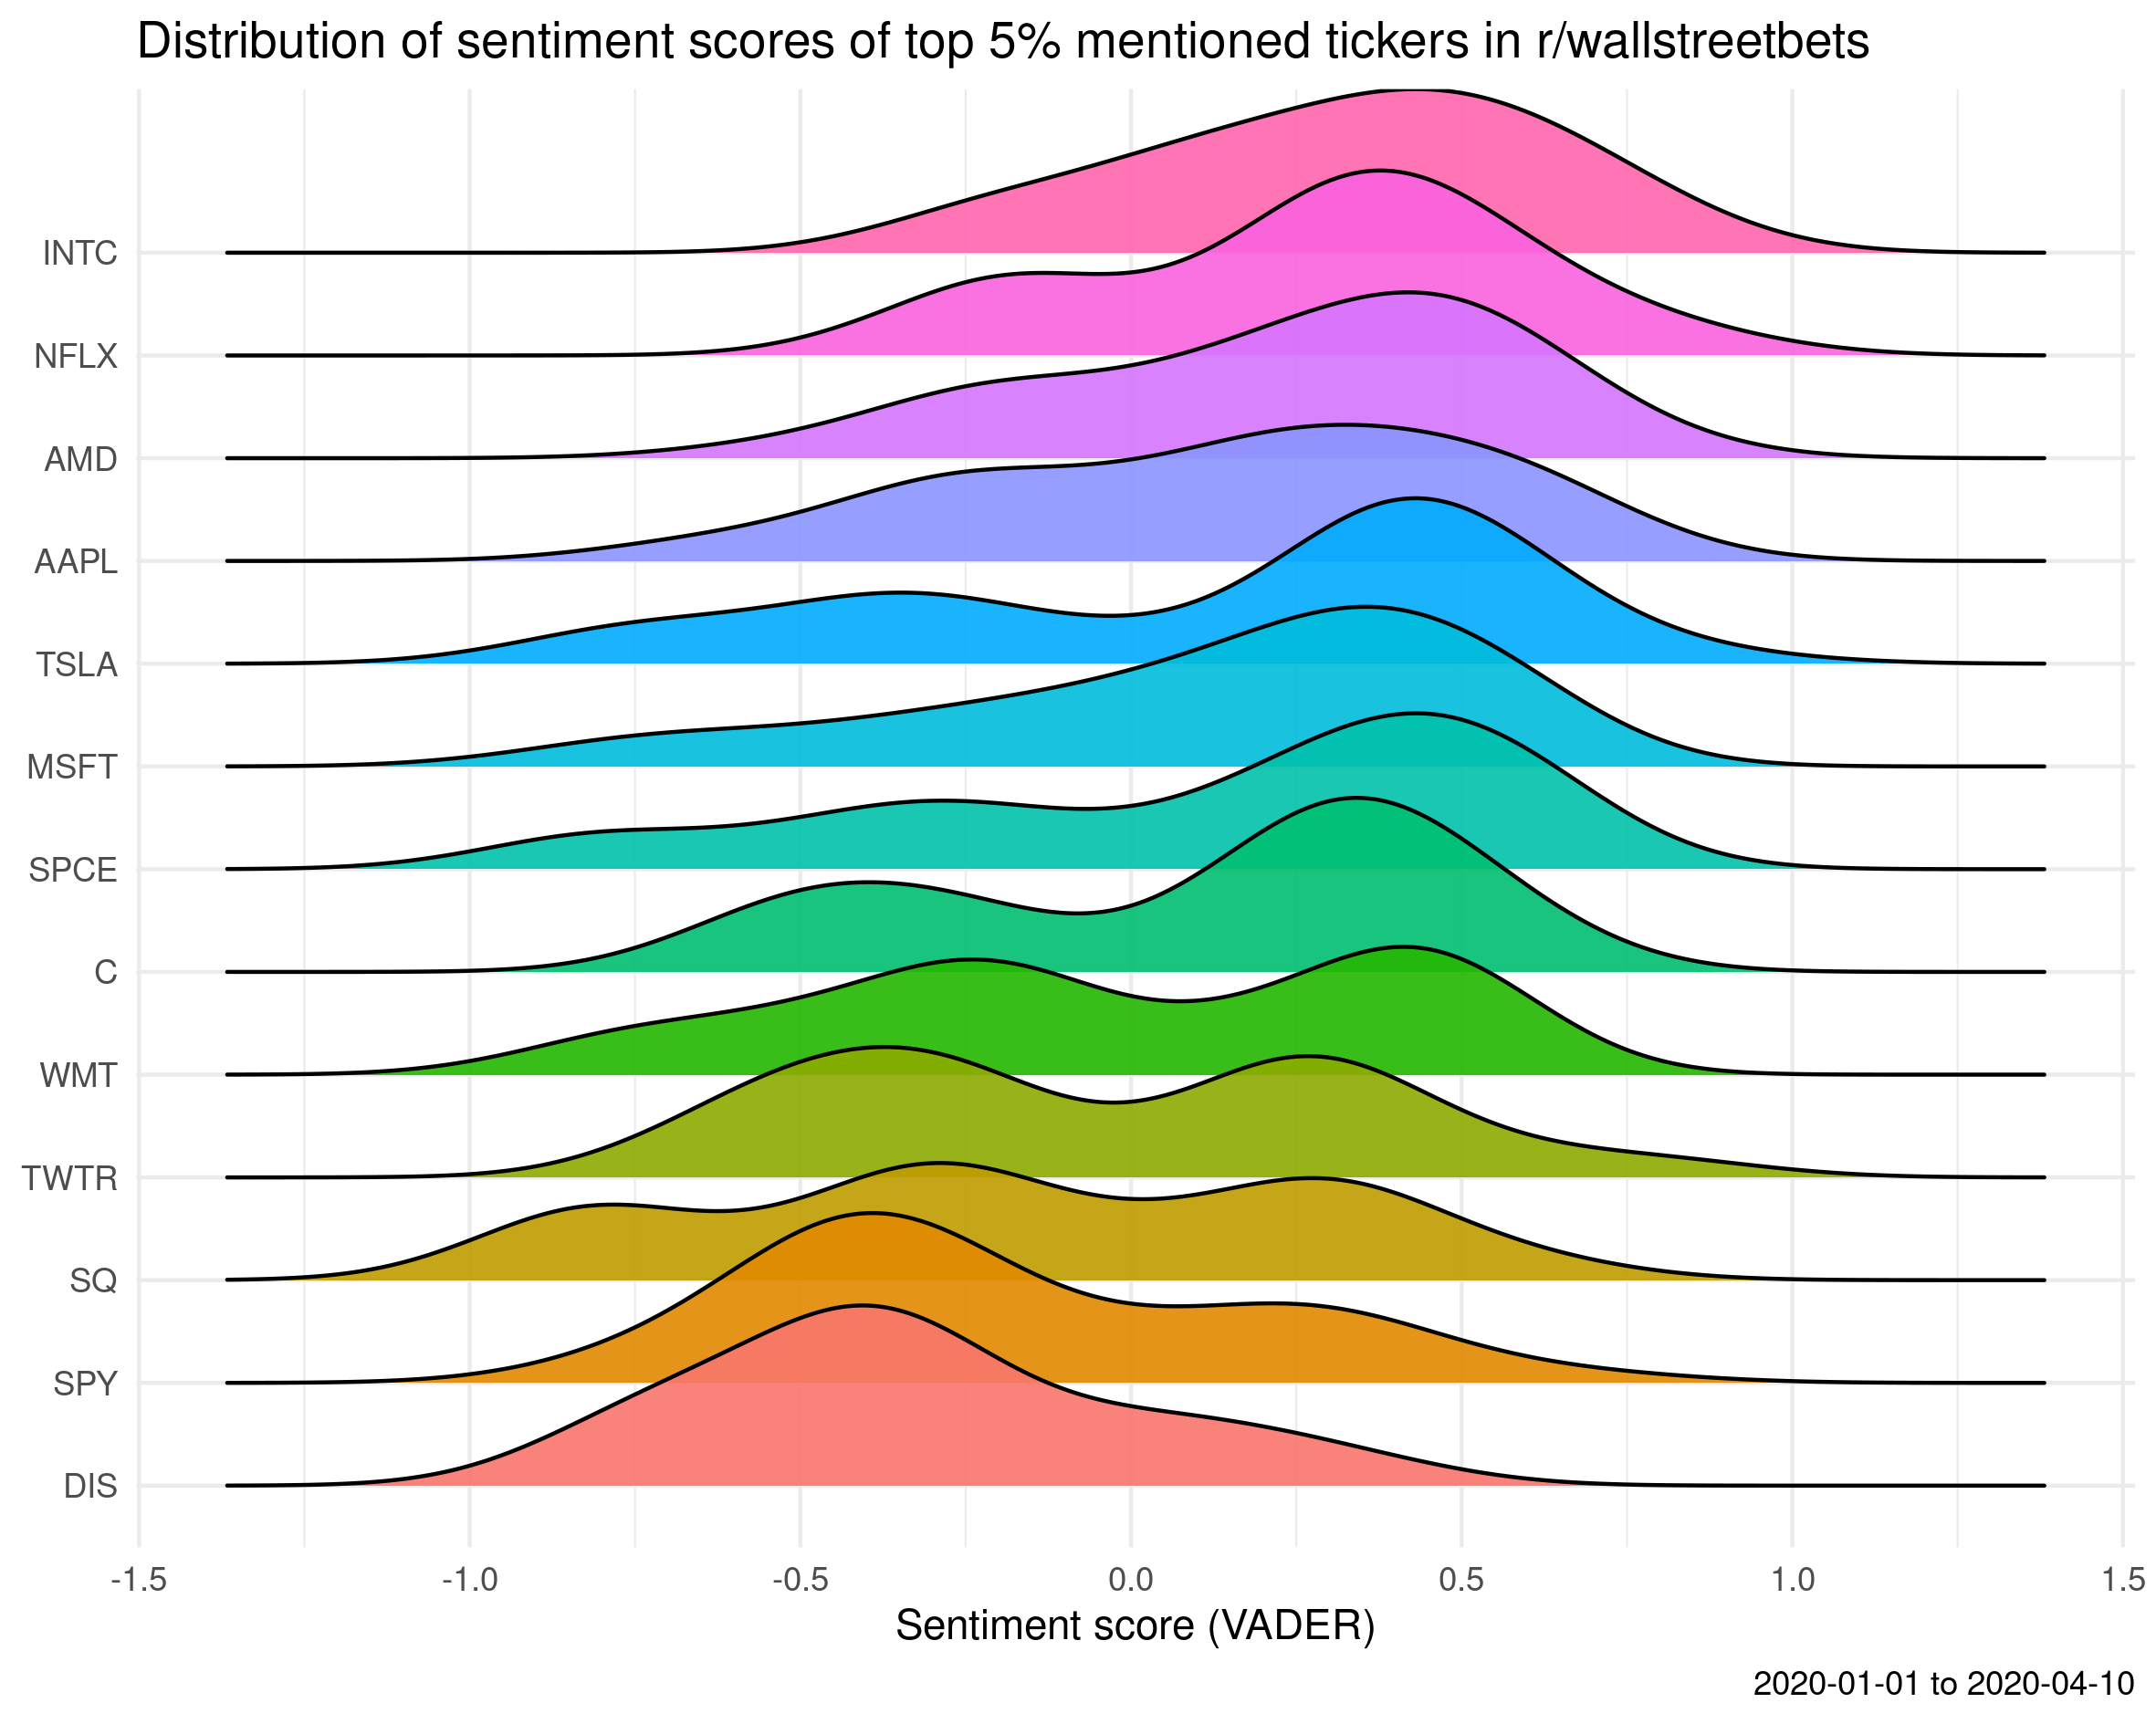 Distribution of sentiment scores of top 5% mentioned tickers in r/wallstreetbets
INTC
NFLX
AMD
AAPL
TSLA
MSFT
SPCE
C
WMT
TWTR
SQ
SPY
DIS
-1.5 -1.0 -0.5 0.0 0.5 1.0 1.5
Sentiment score (VADER)
2020-01-01 to 2020-04-10